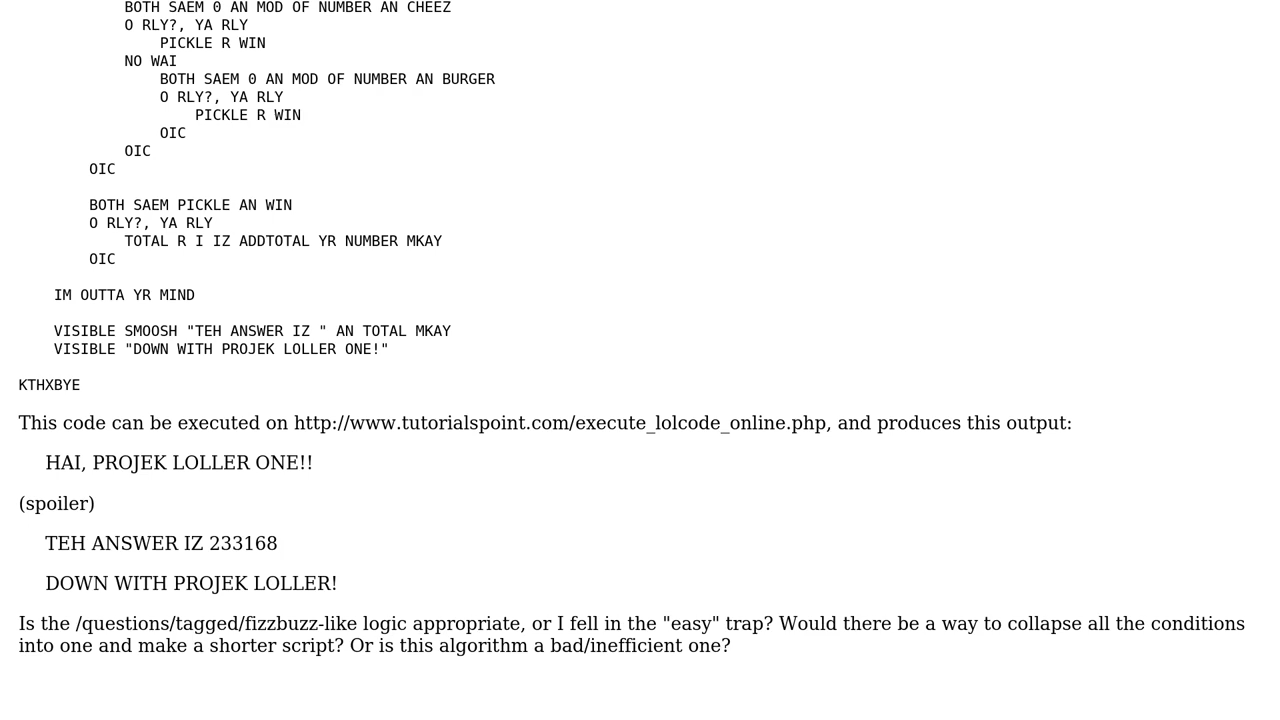 BOTH SAEM 0 AN MOD OF NUMBER AN CHEEZ
O RLY?, YA RLY
PICKLE R WIN
NO WAI
BOTH SAEM 0 AN MOD OF NUMBER AN BURGER
O RLY?, YA RLY
PICKLE R WIN
OIC
OIC
OIC
BOTH SAEM PICKLE AN WIN
O RLY?, YA RLY
TOTAL R I IZ ADDTOTAL YR NUMBER MKAY
OIC
IM OUTTA YR MIND
VISIBLE SMOOSH "TEH ANSWER IZ " AN TOTAL MKAY
VISIBLE "DOWN WITH PROJEK LOLLER ONE!"
KTHXBYE
This code can be executed on http://www.tutorialspoint.com/execute_lolcode_online.php, and produces this output:
HAI, PROJEK LOLLER ONE!!
(spoiler)
TEH ANSWER IZ 233168
DOWN WITH PROJEK LOLLER!
Is the /questions/tagged/fizzbuzz-like logic appropriate, or I fell in the "easy" trap? Would there be a way to collapse all the conditions
into one and make a shorter script? Or is this algorithm a bad/inefficient one?